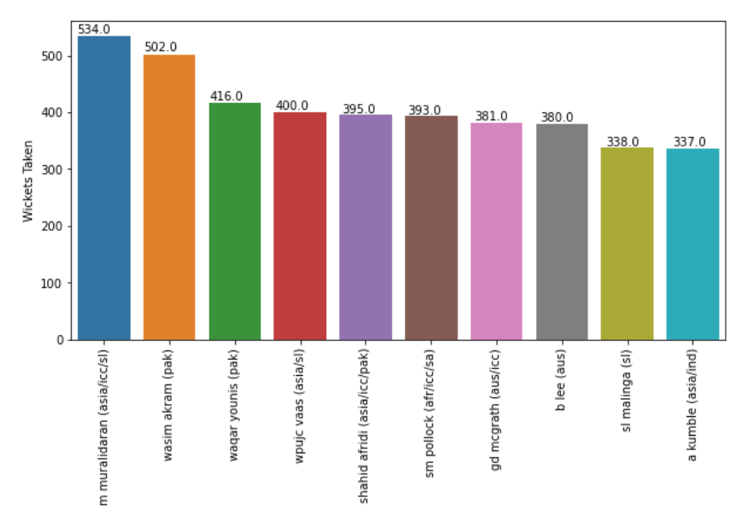 534.0
502.0
416.0
400.0
395.0
393.0
381.0
380.0
338.0
337.0
500
400
300
200
100
0
Wickets Taken
m muralidaran (asia/icc/sl)
wasim akram (pak)
waqar younis (pak)
wpujc vaas (asia/sl)
shahid afridi (asia/icc/pak)
sm pollock (afr/icc/sa)
gd mcgrath (aus/icc)
b lee (aus)
sl malinga (sl)
a kumble (asia/ind)